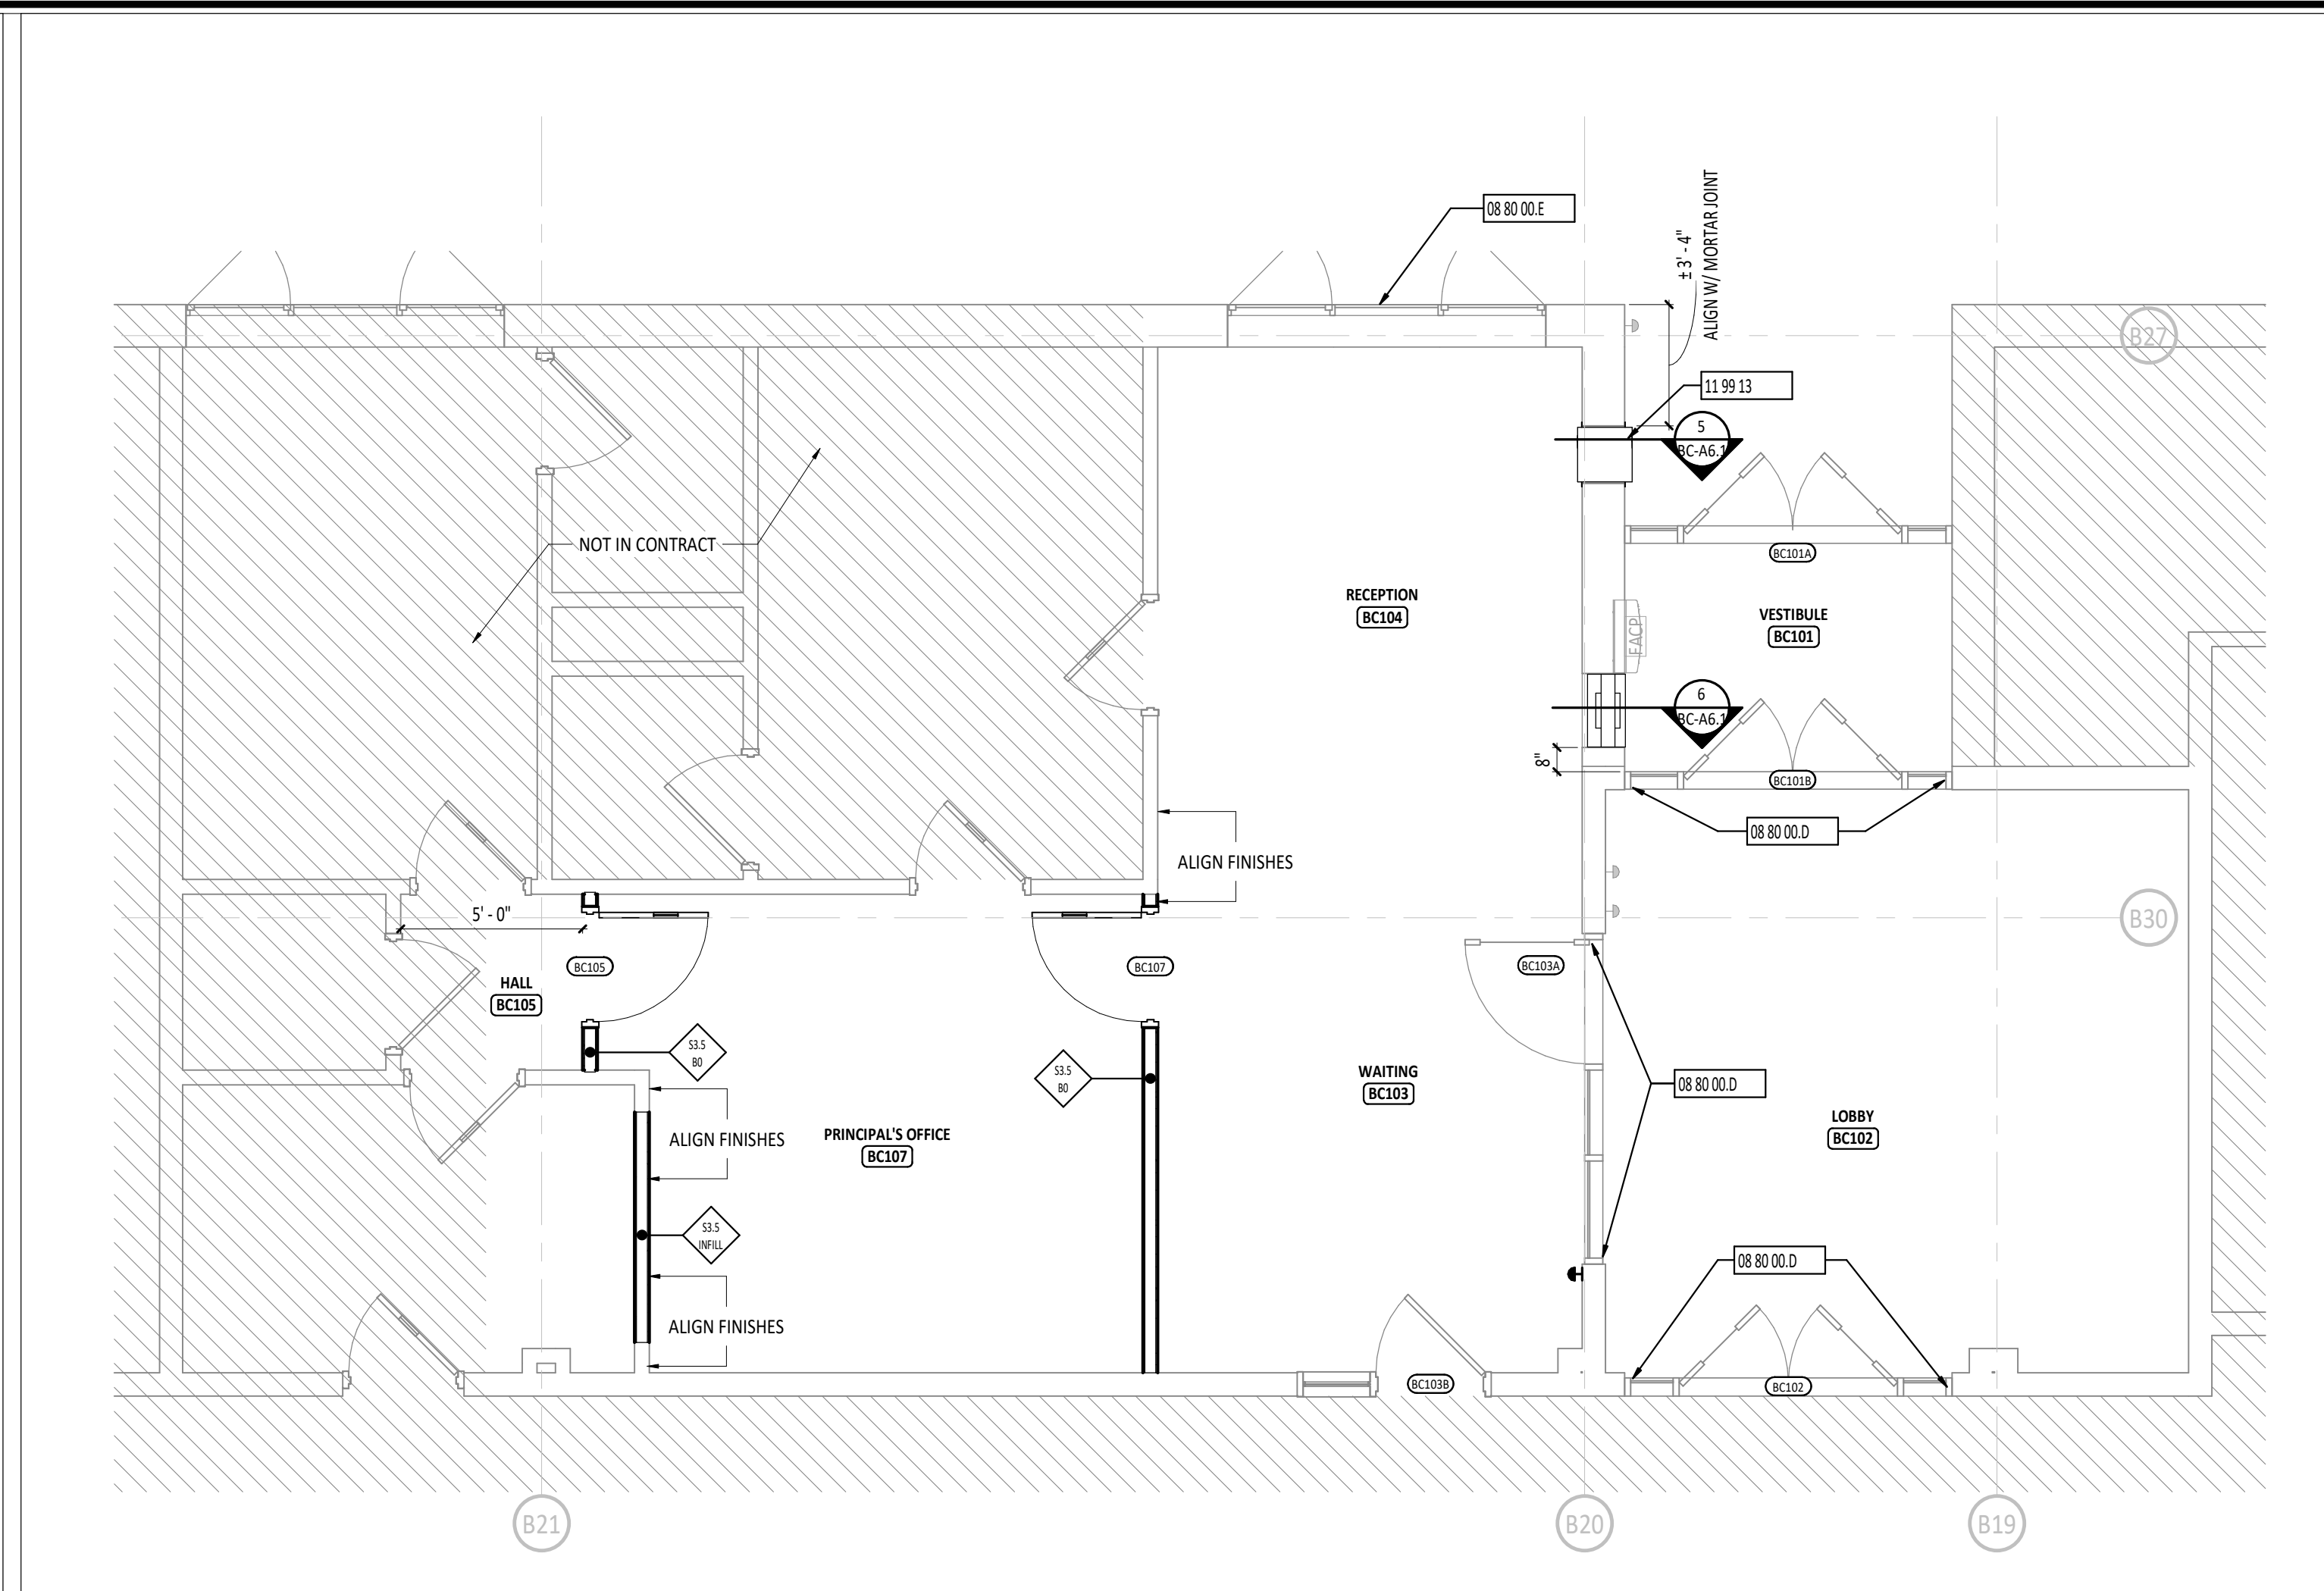 08 80 00.E
± 3' - 4"
ALIGN W/ MORTAR JOINT
B27
11 99 13
5
BC-A6.1
NOT IN CONTRACT
BC101A
RECEPTION
BC104
VESTIBULE
BC101
FACP
6
BC-A6.1
8"
BC101B
08 80 00.D
ALIGN FINISHES
5' - 0"
B30
BC105
BC107
BC103A
HALL
BC105
S3.5
B0
S3.5
B0
WAITING
BC103
08 80 00.D
LOBBY
BC102
ALIGN FINISHES
PRINCIPAL'S OFFICE
BC107
S3.5
INFILL
08 80 00.D
ALIGN FINISHES
BC103B
BC102
B21
B20
B19